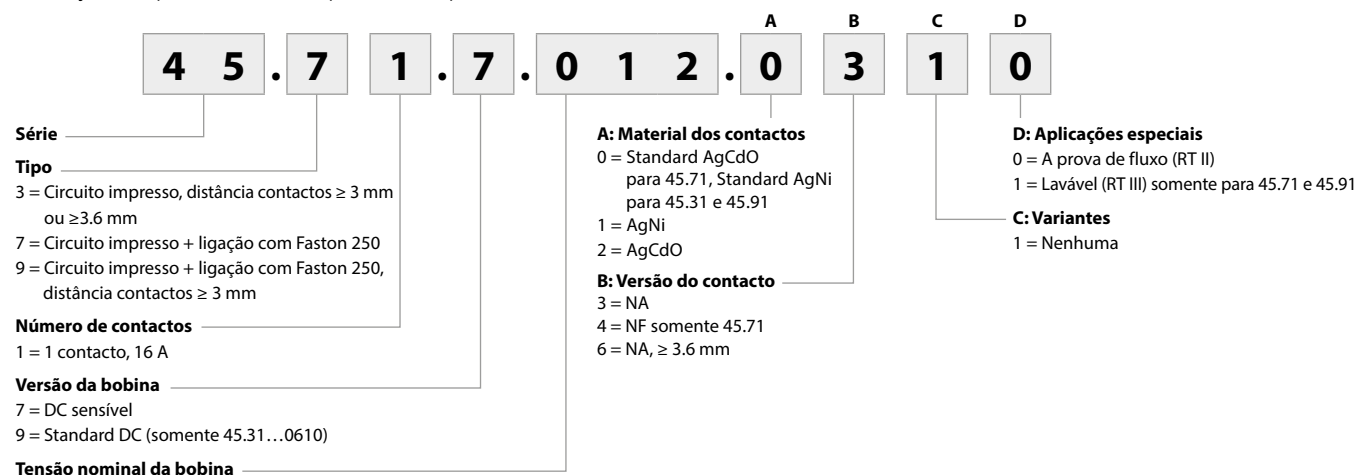 A B C D
4 5 . 7 1 . 7 . 0 1 2 . 0 3 1 0
Série
Tipo
3 = Circuito impresso, distância contactos ≥ 3 mm
ou ≥3.6 mm
7 = Circuito impresso + ligação com Faston 250
9 = Circuito impresso + ligação com Faston 250,
distância contactos ≥ 3 mm
Número de contactos
1 = 1 contacto, 16 A
Versão da bobina
7 = DC sensível
9 = Standard DC (somente 45.31…0610)
Tensão nominal da bobina
A: Material dos contactos
0 = Standard AgCdO
para 45.71, Standard AgNi
para 45.31 e 45.91
1 = AgNi
2 = AgCdO
B: Versão do contacto
3 = NA
4 = NF somente 45.71
6 = NA, ≥ 3.6 mm
D: Aplicações especiais
0 = A prova de fluxo (RT II)
1 = Lavável (RT III) somente para 45.71 e 45.91
C: Variantes
1 = Nenhuma